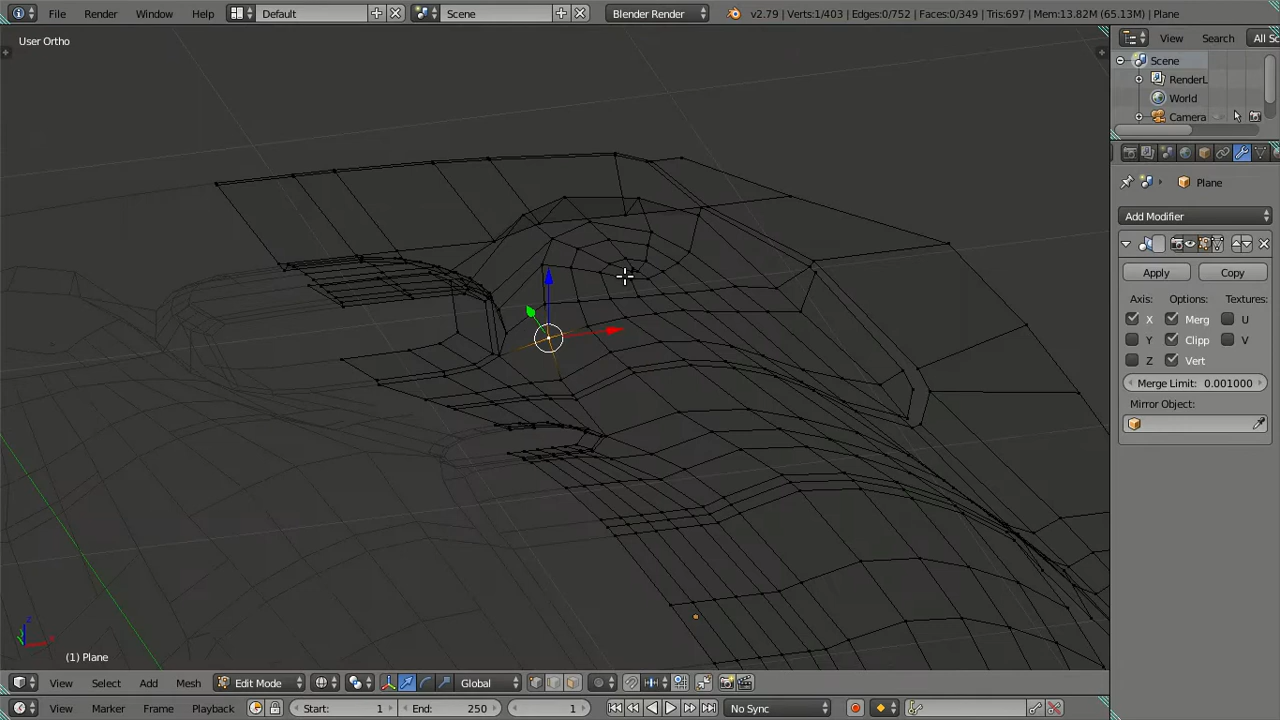 File Render Window Help Default Scene Blender Render v2.79 | Verts:1/403 | Edges:0/752 | Faces:0/349 | Tris:697 | Mem:13.82M (65.13M) | Plane
User Ortho
View Search All Sc
Scene
RenderL
World
Camera
Plane
Add Modifier
Apply Copy
Axis: Options: Textures:
X Merg U
Y Clipp V
Z Vert
Merge Limit: 0.001000
Mirror Object:
z
(1) Plane
View Select Add Mesh Edit Mode Global
View Marker Frame Playback Start: 1 End: 250 1 No Sync